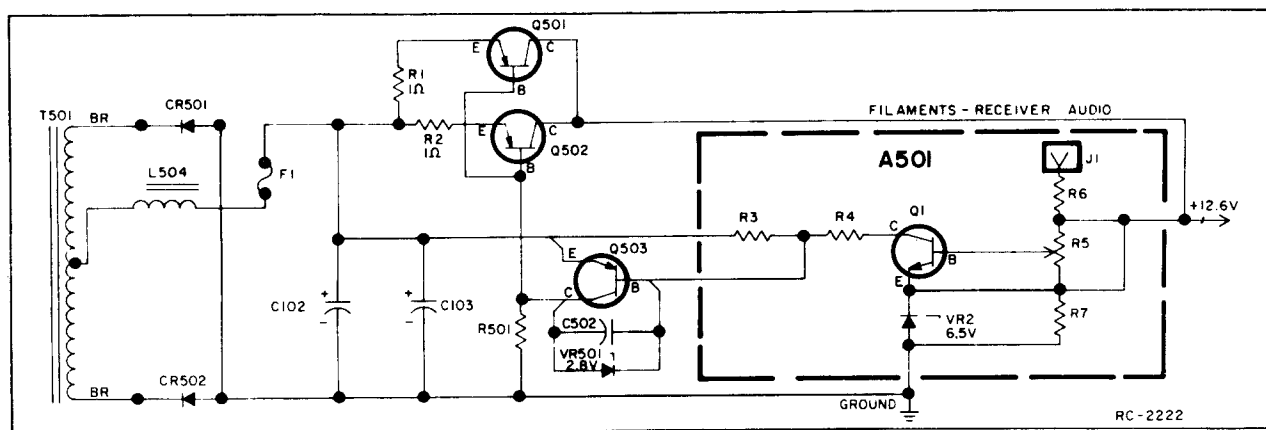 Q501
E
C
B
R1
1Ω
T501
BR
CR501
L504
F1
R2
1Ω
E
C
Q502
B
FILAMENTS - RECEIVER AUDIO
A501
J1
R6
+12.6V
Q1
R3
R4
C
B
R5
E
Q503
E
B
C
C102
+
-
C103
+
-
R501
C502
VR501
2.8V
VR2
6.5V
R7
BR
CR502
GROUND
RC-2222